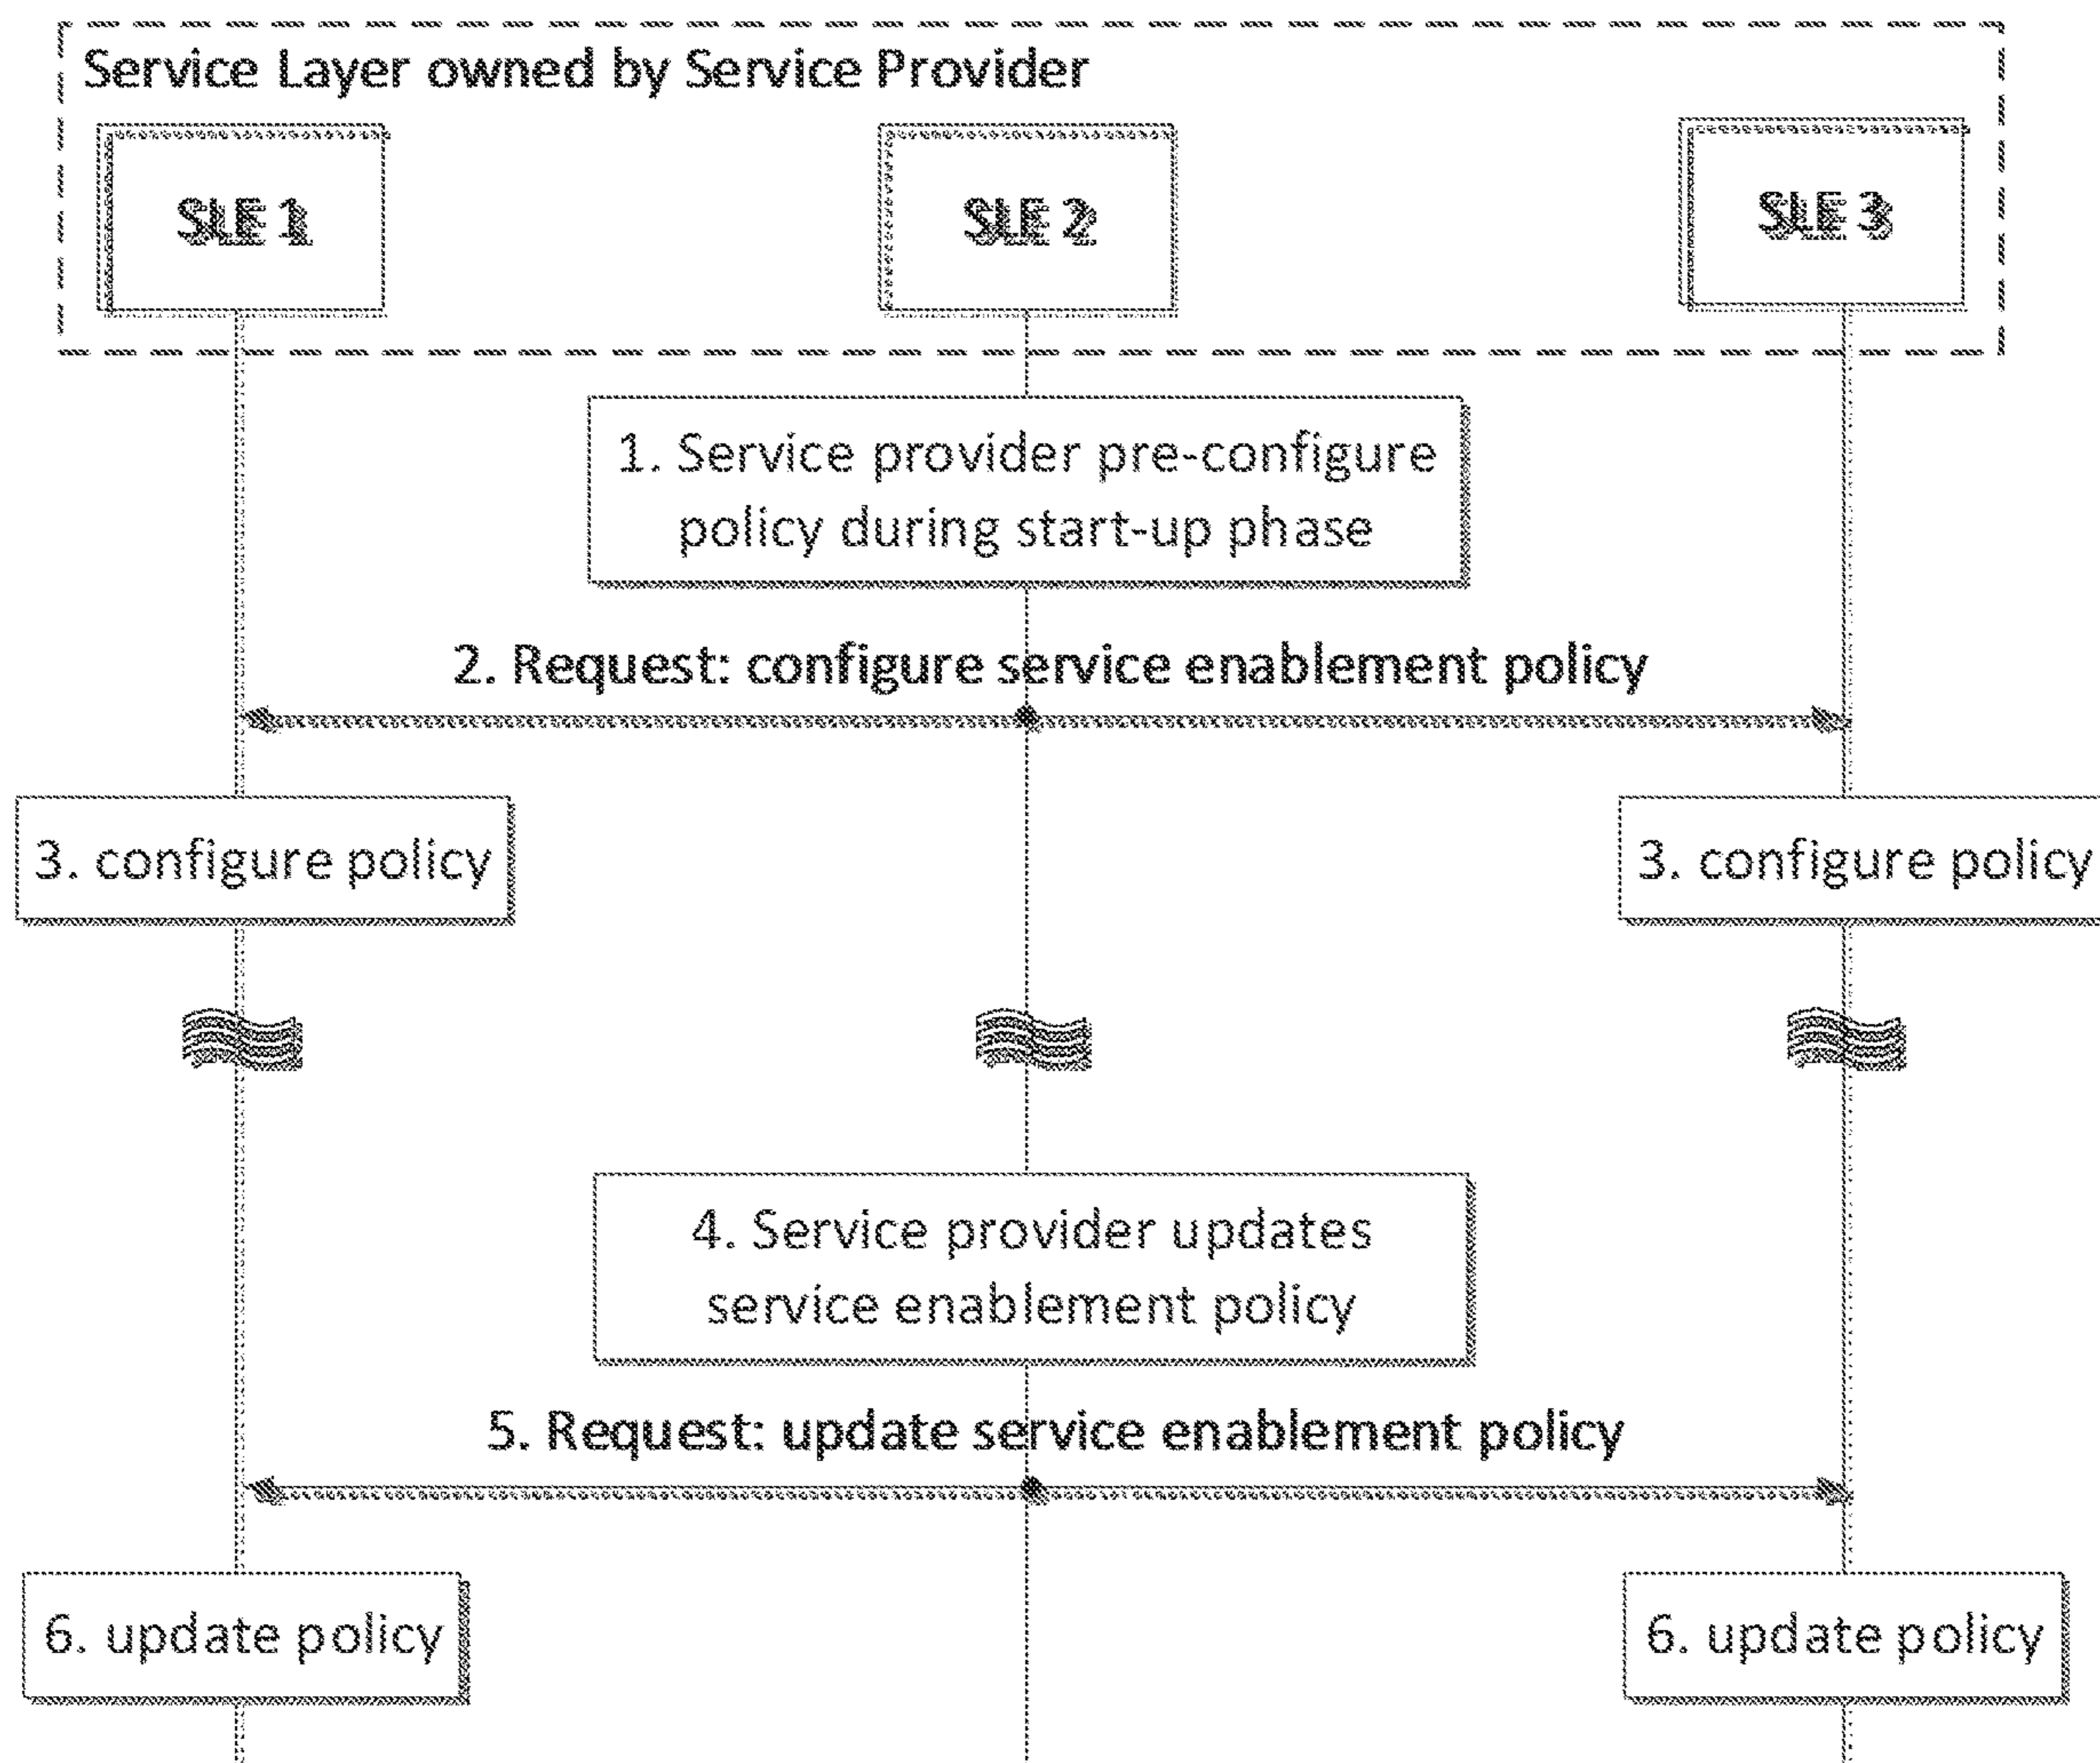 Service Layer owned by Service Provider
SLE 1
SLE 2
SLE 3
1. Service provider pre-configure
policy during start-up phase
2. Request: configure service enablement policy
3. configure policy
3. configure policy
4. Service provider updates
service enablement policy
5. Request: update service enablement policy
6. update policy
6. update policy